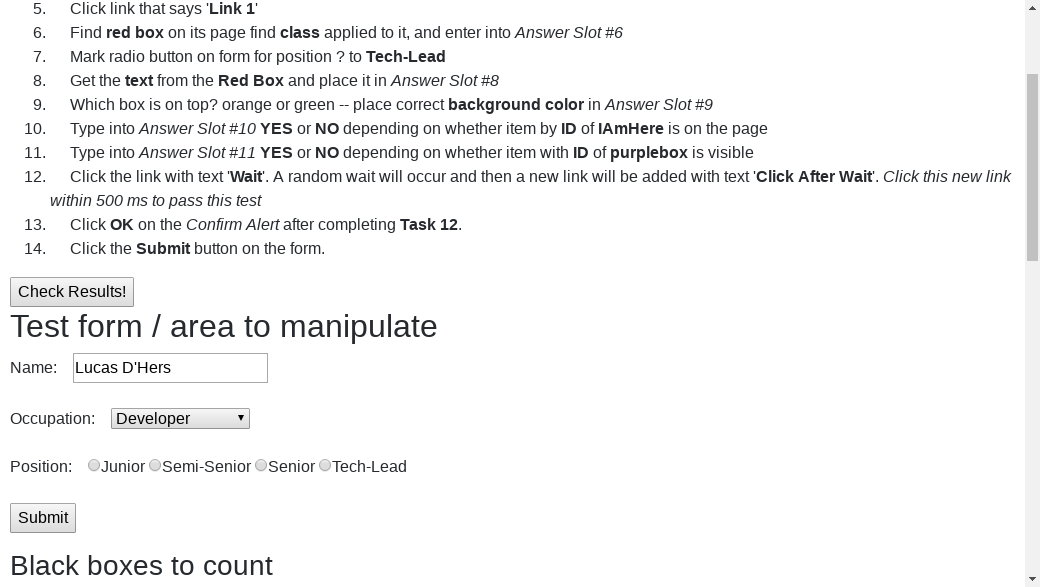 5. Click link that says 'Link 1'
6. Find red box on its page find class applied to it, and enter into Answer Slot #6
7. Mark radio button on form for position ? to Tech-Lead
8. Get the text from the Red Box and place it in Answer Slot #8
9. Which box is on top? orange or green -- place correct background color in Answer Slot #9
10. Type into Answer Slot #10 YES or NO depending on whether item by ID of IAmHere is on the page
11. Type into Answer Slot #11 YES or NO depending on whether item with ID of purplebox is visible
12. Click the link with text 'Wait'. A random wait will occur and then a new link will be added with text 'Click After Wait'. Click this new link
within 500 ms to pass this test
13. Click OK on the Confirm Alert after completing Task 12.
14. Click the Submit button on the form.
Check Results!
Test form / area to manipulate
Name: Lucas D'Hers
Occupation: Developer
Position: Junior Semi-Senior Senior Tech-Lead
Submit
Black boxes to count